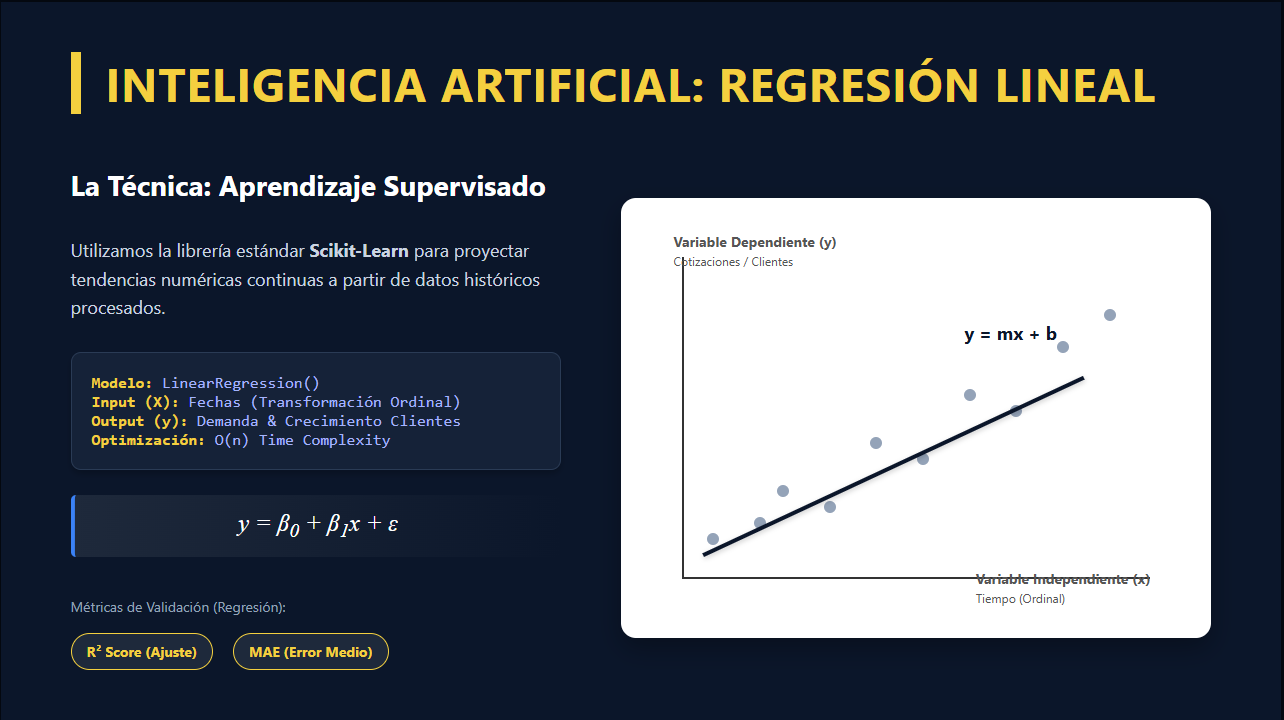 INTELIGENCIA ARTIFICIAL: REGRESIÓN LINEAL
La Técnica: Aprendizaje Supervisado
Utilizamos la librería estándar Scikit-Learn para proyectar
tendencias numéricas continuas a partir de datos históricos
procesados.
Modelo: LinearRegression()
Input (X): Fechas (Transformación Ordinal)
Output (y): Demanda & Crecimiento Clientes
Optimización: O(n) Time Complexity
y = β₀ + β₁x + ε
Métricas de Validación (Regresión):
R² Score (Ajuste)
MAE (Error Medio)
Variable Dependiente (y)
Cotizaciones / Clientes
y = mx + b
Variable Independiente (x)
Tiempo (Ordinal)